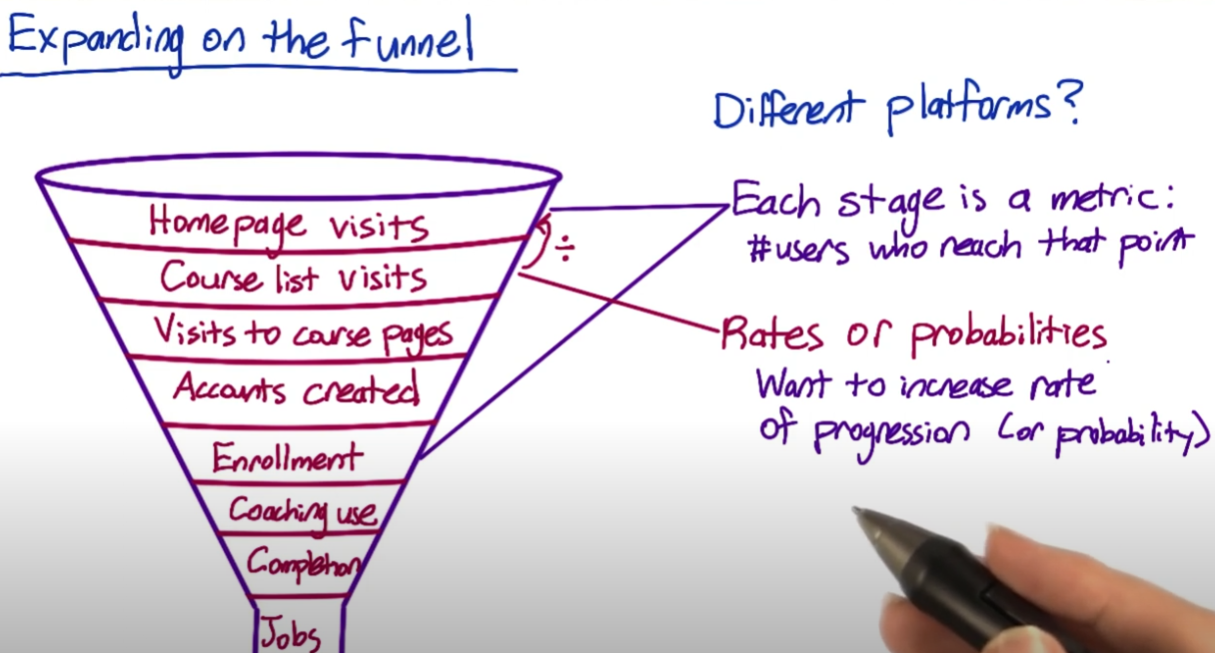 Expanding on the funnel
Different platforms?
Homepage visits
Course list visits
Visits to course pages
Accounts created
Enrollment
Coaching use
Completion
Jobs
÷
Each stage is a metric:
#users who reach that point
Rates or probabilities
Want to increase rate
of progression (or probability)